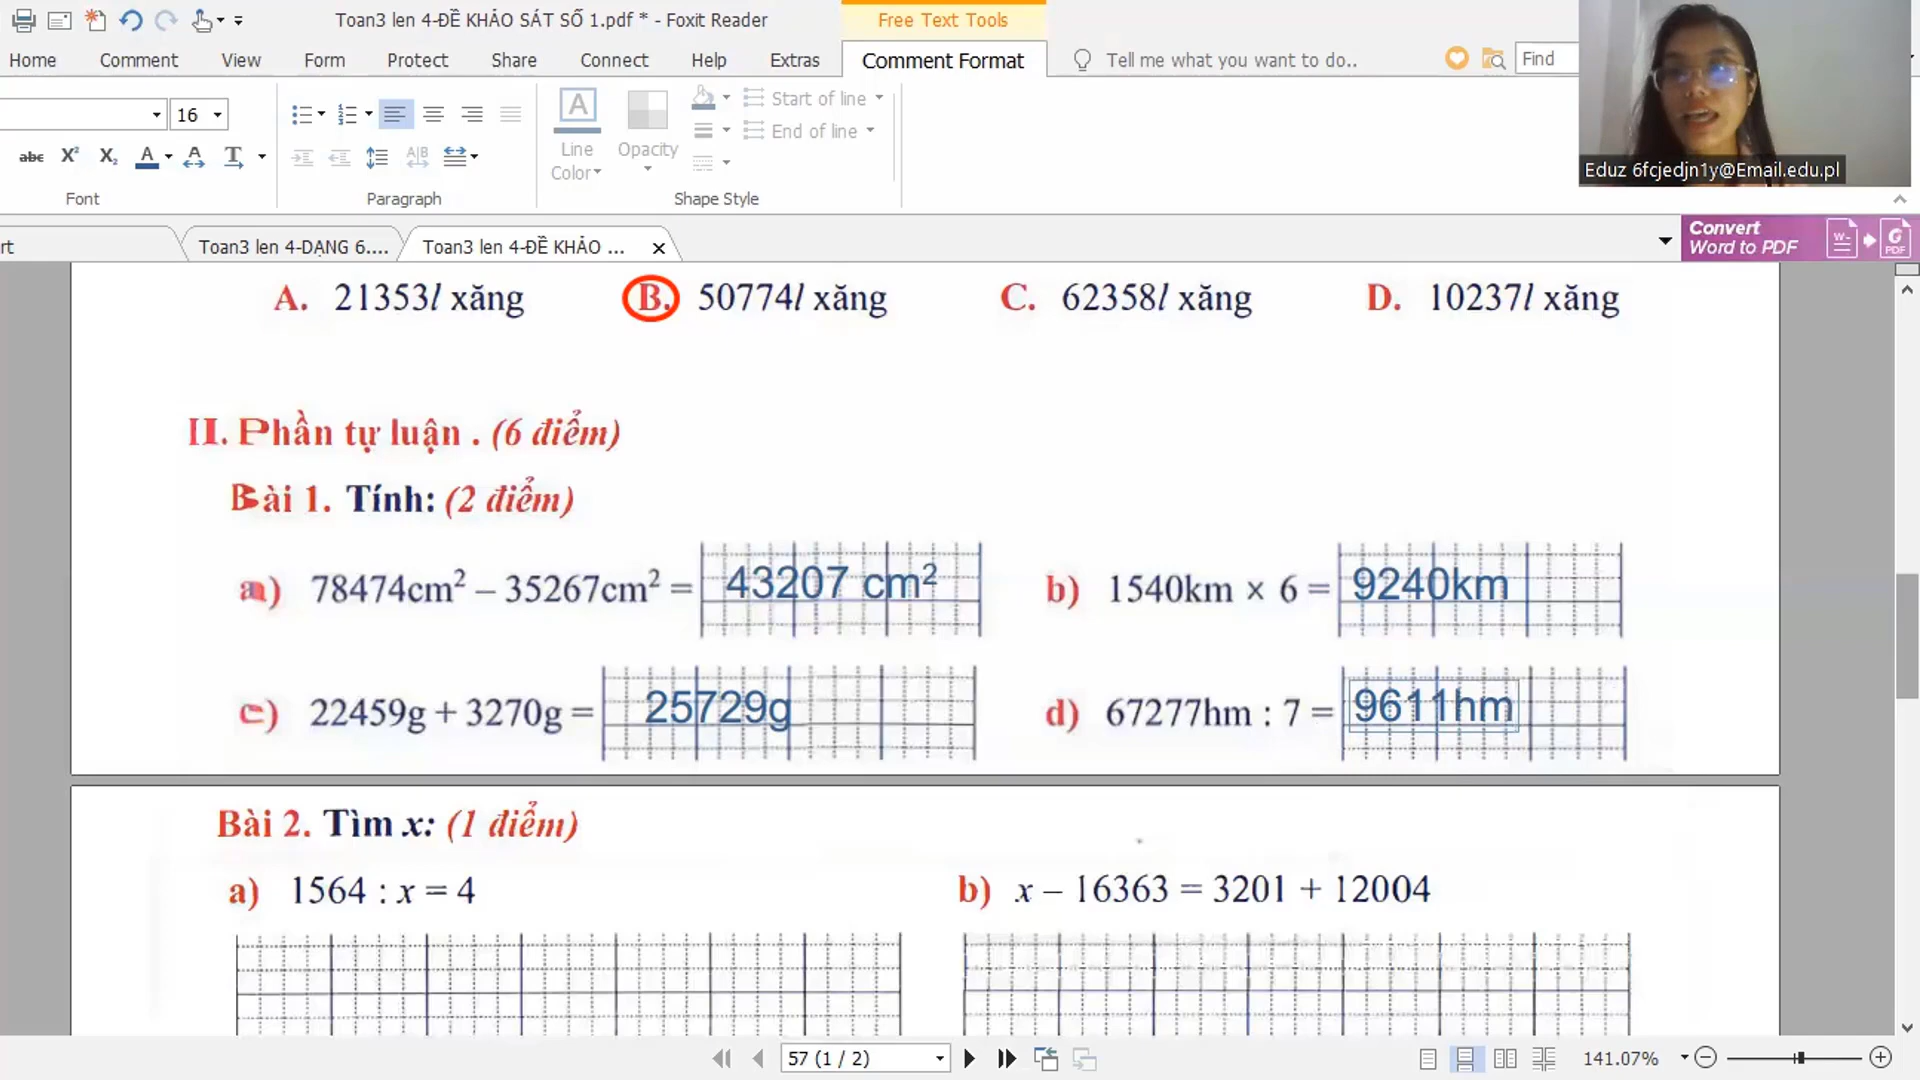 Toan3 len 4-ĐỀ KHẢO SÁT SỐ 1.pdf * - Foxit Reader
Free Text Tools
Home Comment View Form Protect Share Connect Help Extras Comment Format Tell me what you want to do.. Find
16
Start of line
End of line
Line Color
Opacity
Font Paragraph Shape Style
Eduz 6fcjedjn1y@Email.edu.pl
rt Toan3 len 4-DẠNG 6.... Toan3 len 4-ĐỀ KHẢO ...
Convert
Word to PDF
A. 21353l xăng B. 50774l xăng C. 62358l xăng D. 10237l xăng
II. Phần tự luận . (6 điểm)
Bài 1. Tính: (2 điểm)
a) 78474cm² – 35267cm² = 43207 cm² b) 1540km × 6 = 9240km
c) 22459g + 3270g = 25729g d) 67277hm : 7 = 9611hm
Bài 2. Tìm x: (1 điểm)
a) 1564 : x = 4 b) x – 16363 = 3201 + 12004
57 (1 / 2) 141.07%